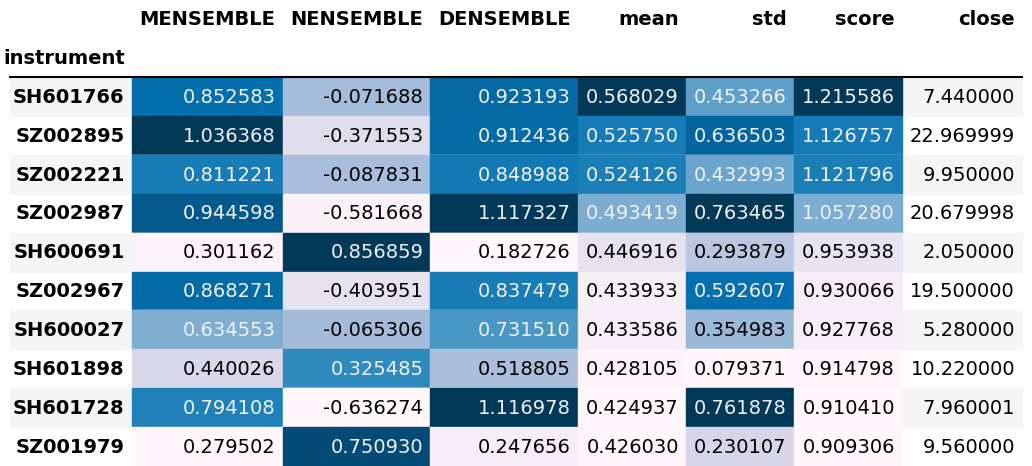 MENSEMBLE NENSEMBLE DENSEMBLE mean std score close
instrument
SH601766 0.852583 -0.071688 0.923193 0.568029 0.453266 1.215586 7.440000
SZ002895 1.036368 -0.371553 0.912436 0.525750 0.636503 1.126757 22.969999
SZ002221 0.811221 -0.087831 0.848988 0.524126 0.432993 1.121796 9.950000
SZ002987 0.944598 -0.581668 1.117327 0.493419 0.763465 1.057280 20.679998
SH600691 0.301162 0.856859 0.182726 0.446916 0.293879 0.953938 2.050000
SZ002967 0.868271 -0.403951 0.837479 0.433933 0.592607 0.930066 19.500000
SH600027 0.634553 -0.065306 0.731510 0.433586 0.354983 0.927768 5.280000
SH601898 0.440026 0.325485 0.518805 0.428105 0.079371 0.914798 10.220000
SH601728 0.794108 -0.636274 1.116978 0.424937 0.761878 0.910410 7.960001
SZ001979 0.279502 0.750930 0.247656 0.426030 0.230107 0.909306 9.560000